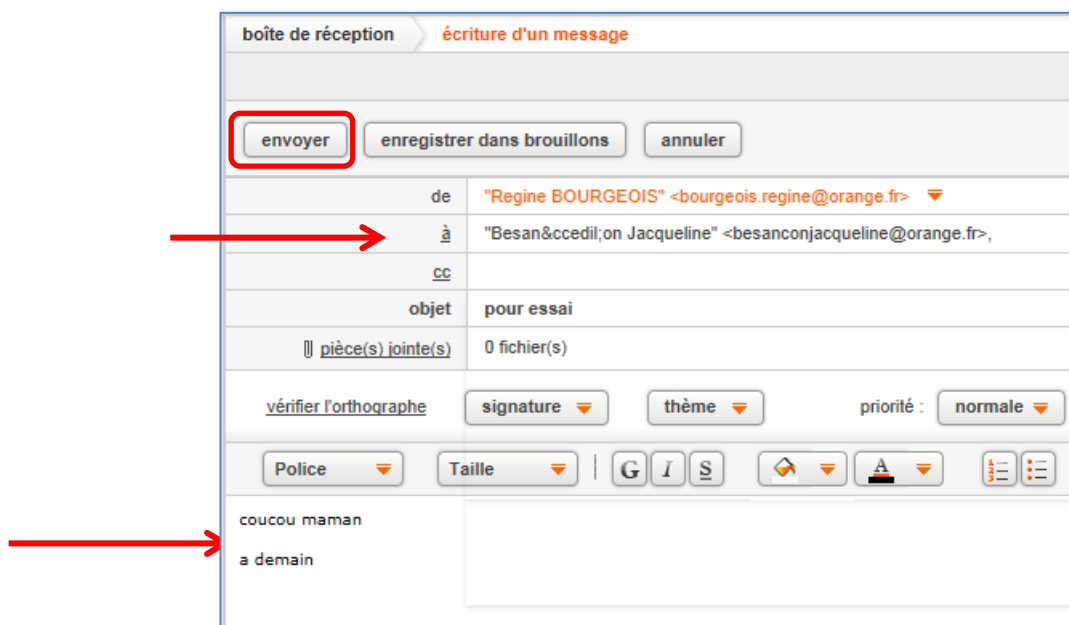 boîte de réception écriture d'un message
envoyer enregistrer dans brouillons annuler
de "Regine BOURGEOIS" <bourgeois.regine@orange.fr>
à "Besan&ccedil;on Jacqueline" <besanconjacqueline@orange.fr>,
cc
objet pour essai
pièce(s) jointe(s) 0 fichier(s)
vérifier l'orthographe signature thème priorité : normale
Police Taille G I S A
coucou maman
a demain